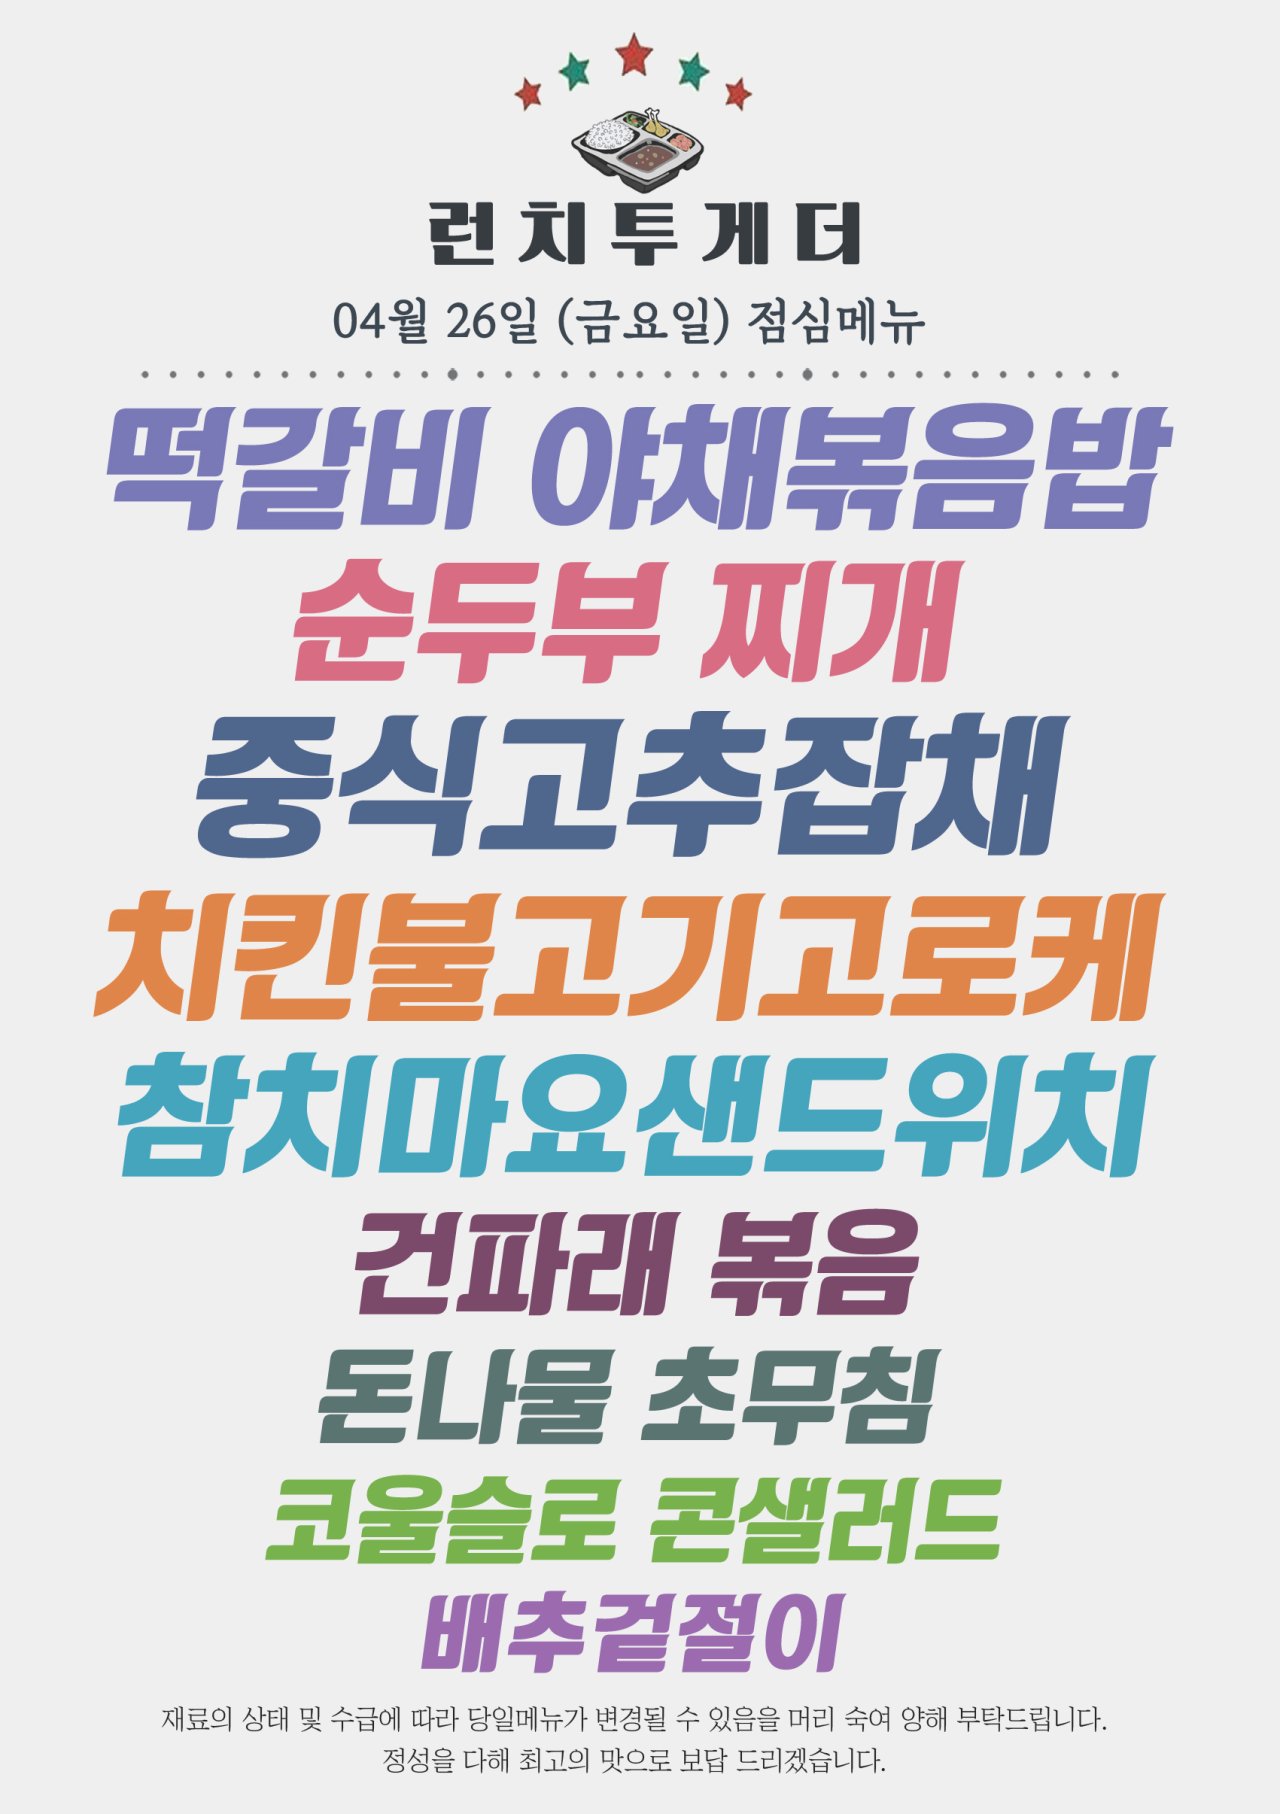 런치투게더
04월 26일 (금요일) 점심메뉴
떡갈비 야채볶음밥
순두부 찌개
중식고추잡채
치킨불고기고로케
참치마요샌드위치
건파래 볶음
돈나물 초무침
코울슬로 콘샐러드
배추겉절이
재료의 상태 및 수급에 따라 당일메뉴가 변경될 수 있음을 머리 숙여 양해 부탁드립니다.
정성을 다해 최고의 맛으로 보답 드리겠습니다.